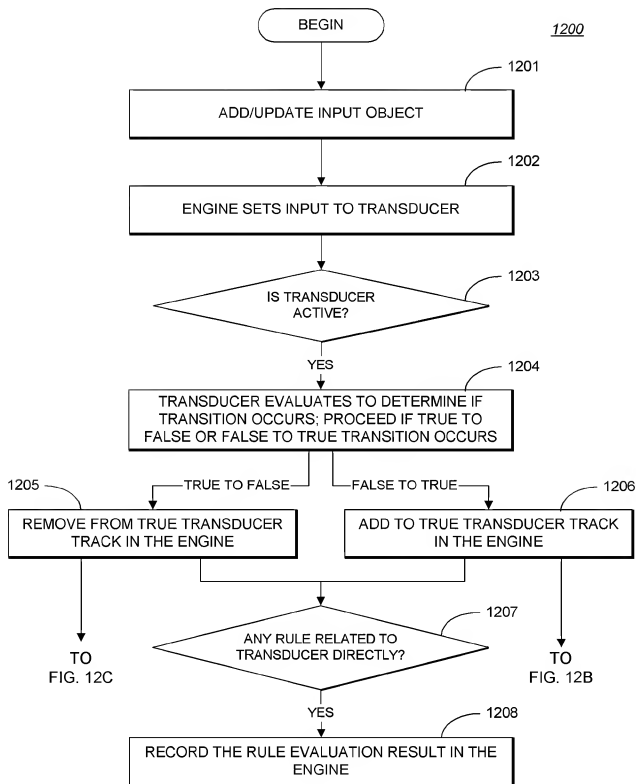 BEGIN
1200
1201
ADD/UPDATE INPUT OBJECT
1202
ENGINE SETS INPUT TO TRANSDUCER
1203
IS TRANSDUCER
ACTIVE?
YES
1204
TRANSDUCER EVALUATES TO DETERMINE IF
TRANSITION OCCURS; PROCEED IF TRUE TO
FALSE OR FALSE TO TRUE TRANSITION OCCURS
1205
TRUE TO FALSE
FALSE TO TRUE
1206
REMOVE FROM TRUE TRANSDUCER
TRACK IN THE ENGINE
ADD TO TRUE TRANSDUCER TRACK
IN THE ENGINE
1207
ANY RULE RELATED TO
TRANSDUCER DIRECTLY?
TO
FIG. 12C
TO
FIG. 12B
YES
1208
RECORD THE RULE EVALUATION RESULT IN THE
ENGINE